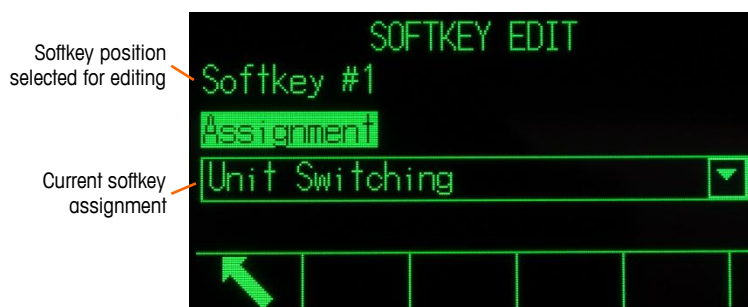 SOFTKEY EDIT
Softkey position
selected for editing
Softkey #1
Assignment
Current softkey
assignment
Unit Switching